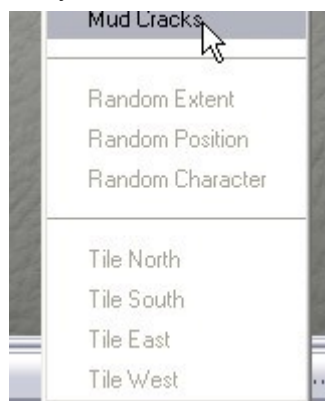 Mud Cracks
Random Extent
Random Position
Random Character
Tile North
Tile South
Tile East
Tile West